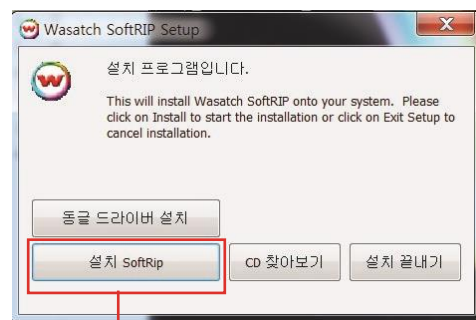 Wasatch SoftRIP Setup
설치 프로그램입니다.
This will install Wasatch SoftRIP onto your system. Please
click on Install to start the installation or click on Exit Setup to
cancel installation.
동글 드라이버 설치
설치 SoftRip
CD 찾아보기
설치 끝내기